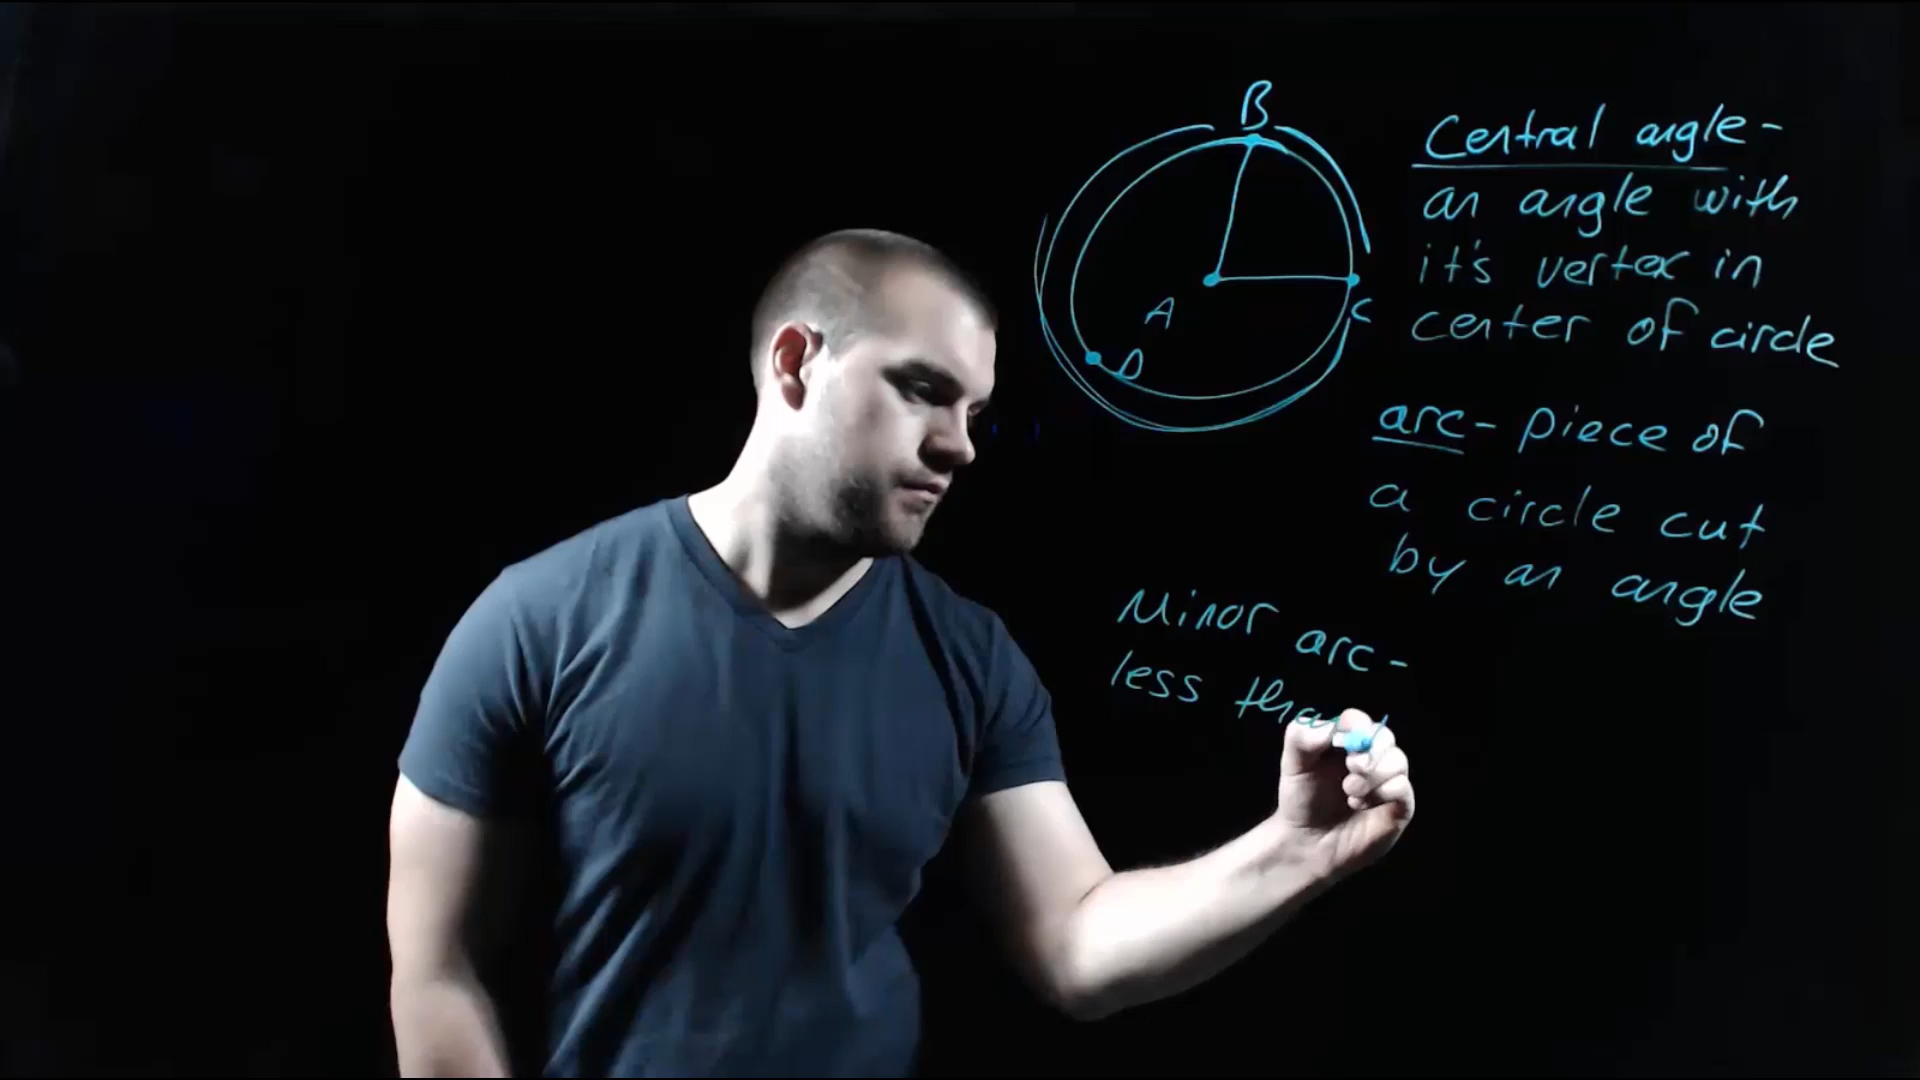 B
A
C
D
Central angle-
an angle with
it's vertex in
center of circle
arc- piece of
a circle cut
by an angle
Minor arc-
less than